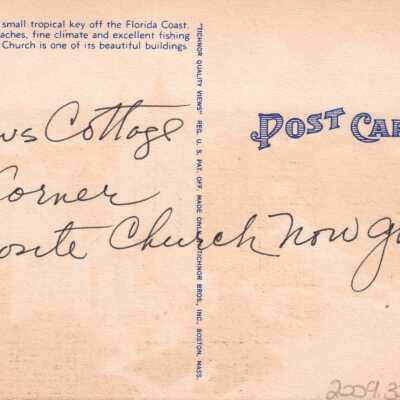 small tropical key off the Florida Coast.
aches, fine climate and excellent fishing
Church is one of its beautiful buildings
ws Cottage
Corner
osite Church now g
POST CAR
"TICHNOR QUALITY VIEWS" REG. U. S. PAT. OFF. MADE ONLY TICHNOR BROS., INC., BOSTON, MASS.
2009.3